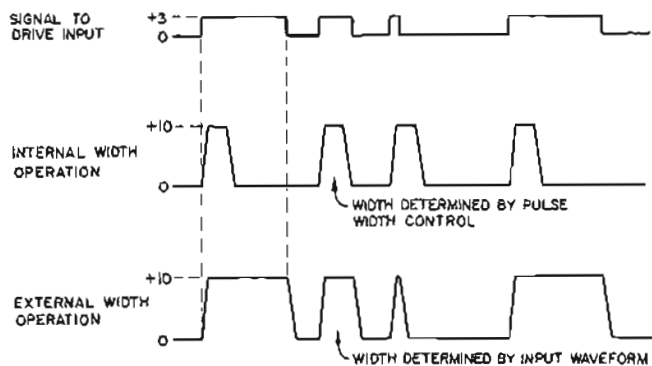 SIGNAL TO
DRIVE INPUT
+3
0
INTERNAL WIDTH
OPERATION
+10
0
WIDTH DETERMINED BY PULSE
WIDTH CONTROL
EXTERNAL WIDTH
OPERATION
+10
0
WIDTH DETERMINED BY INPUT WAVEFORM